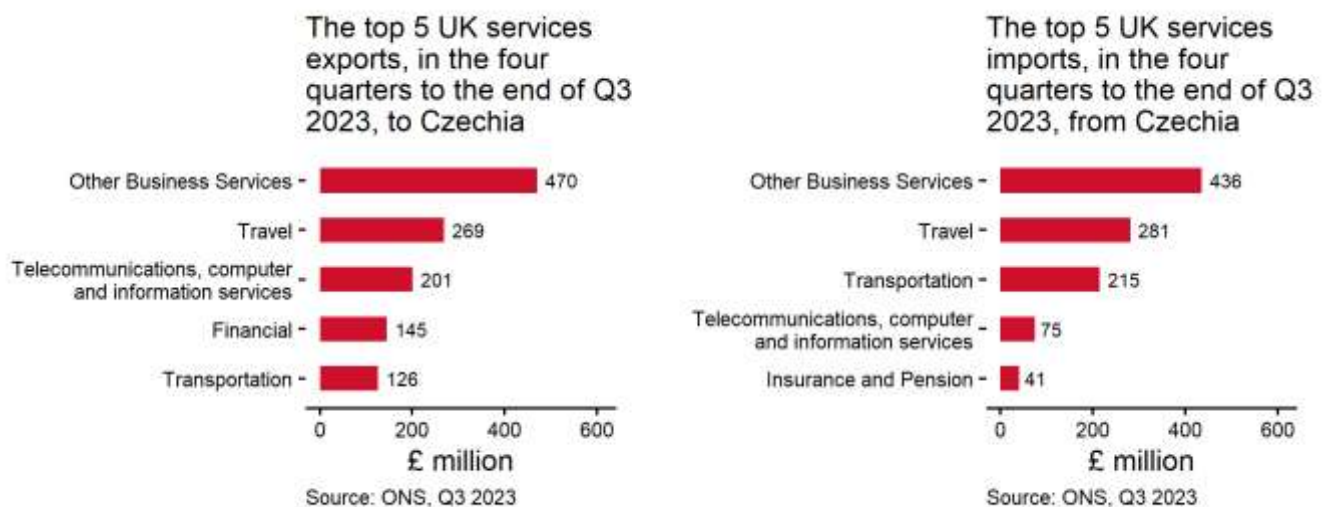 The top 5 UK services
exports, in the four
quarters to the end of Q3
2023, to Czechia
Other Business Services
470
Travel
269
Telecommunications, computer
and information services
201
Financial
145
Transportation
126
0 200 400 600
£ million
Source: ONS, Q3 2023
The top 5 UK services
imports, in the four
quarters to the end of Q3
2023, from Czechia
Other Business Services
436
Travel
281
Transportation
215
Telecommunications, computer
and information services
75
Insurance and Pension
41
0 200 400 600
£ million
Source: ONS, Q3 2023